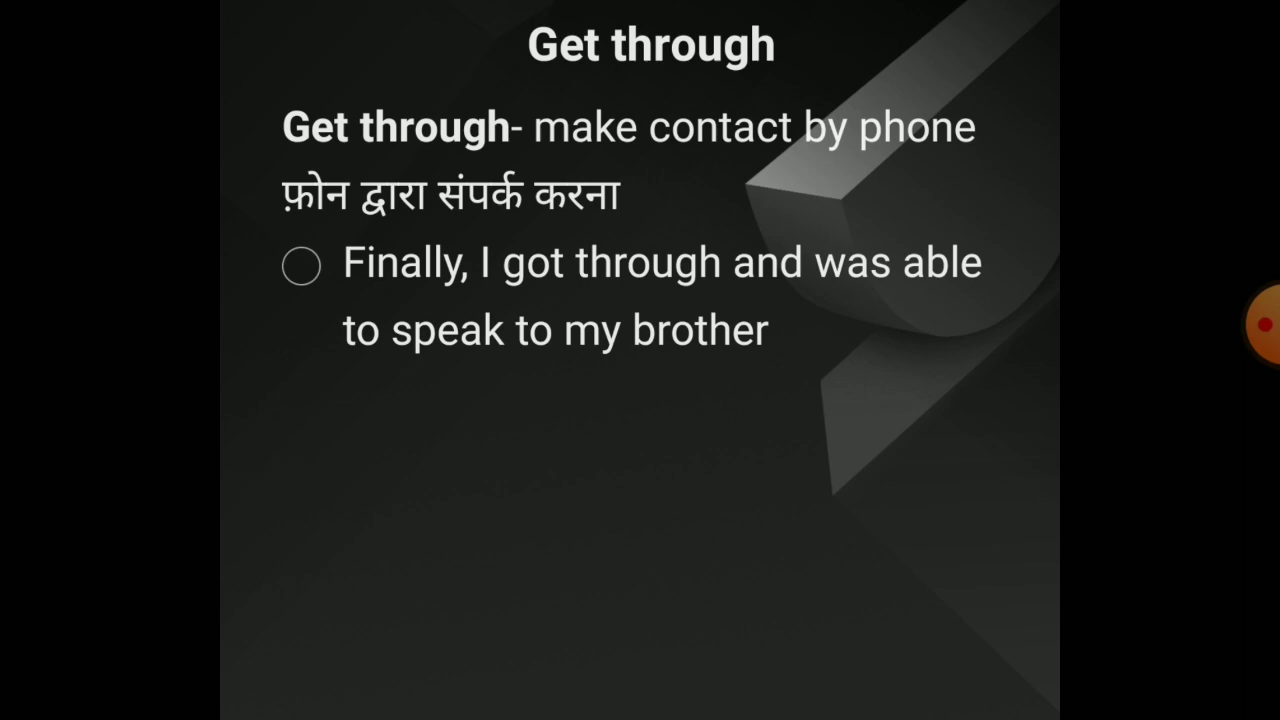 Get through
Get through- make contact by phone
फ़ोन द्वारा संपर्क करना
Finally, I got through and was able
to speak to my brother